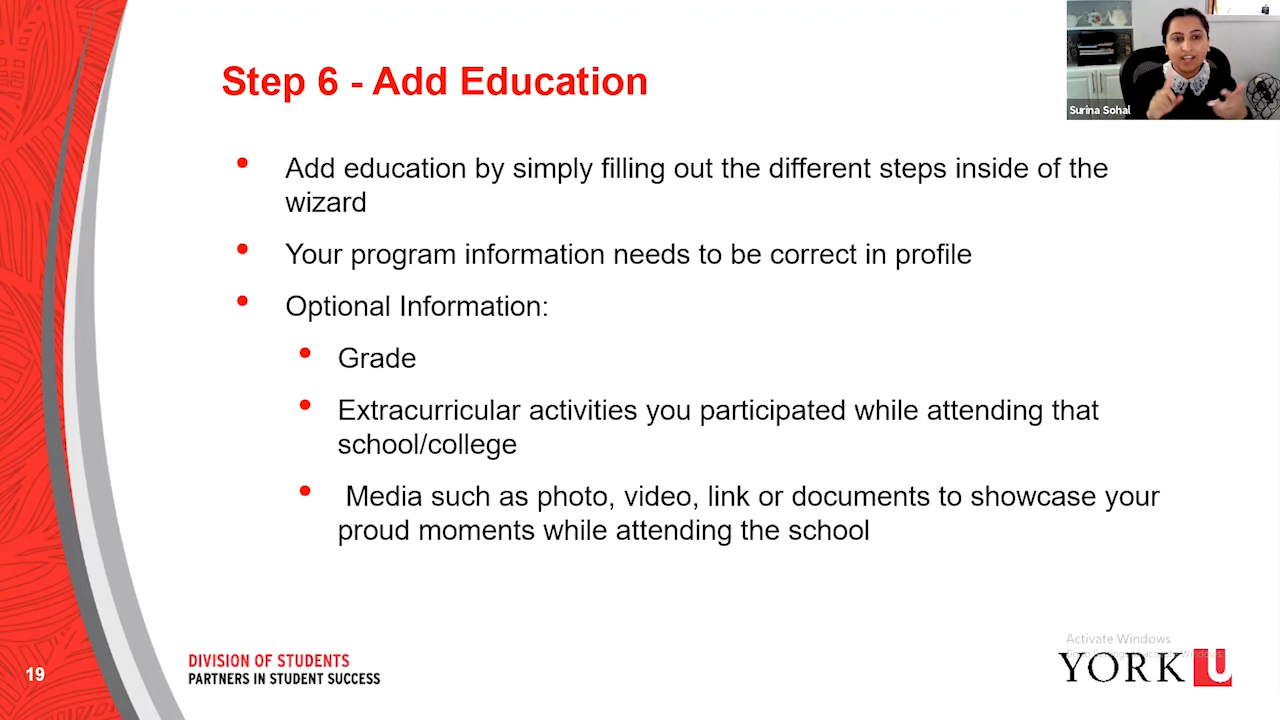 Step 6 - Add Education
Surina Sohal
• Add education by simply filling out the different steps inside of the
wizard
• Your program information needs to be correct in profile
• Optional Information:
• Grade
• Extracurricular activities you participated while attending that
school/college
• Media such as photo, video, link or documents to showcase your
proud moments while attending the school
Activate Windows
19
DIVISION OF STUDENTS
PARTNERS IN STUDENT SUCCESS
YORK U